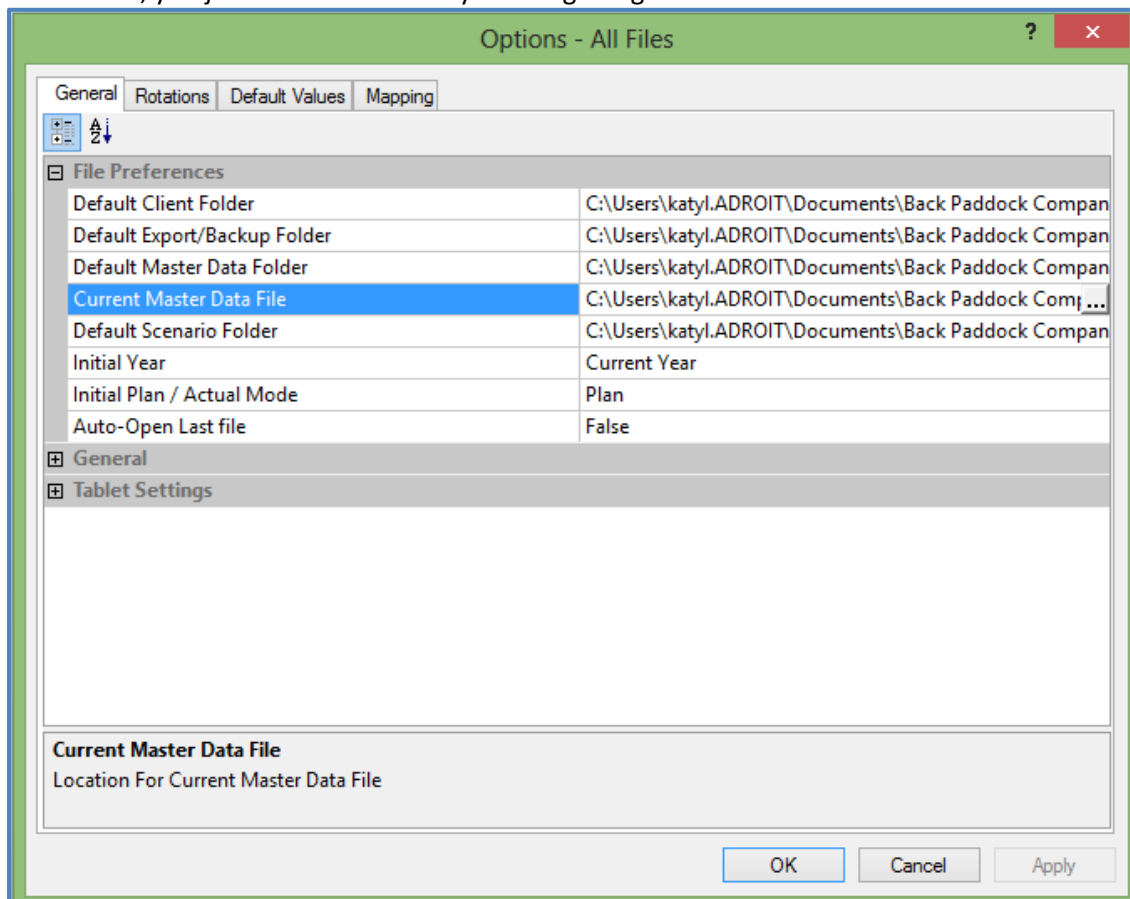 Options - All Files
? ×
General Rotations Default Values Mapping
File Preferences
Default Client Folder C:\Users\katyl.ADROIT\Documents\Back Paddock Compan
Default Export/Backup Folder C:\Users\katyl.ADROIT\Documents\Back Paddock Compan
Default Master Data Folder C:\Users\katyl.ADROIT\Documents\Back Paddock Compan
Current Master Data File C:\Users\katyl.ADROIT\Documents\Back Paddock Comp ...
Default Scenario Folder C:\Users\katyl.ADROIT\Documents\Back Paddock Compan
Initial Year Current Year
Initial Plan / Actual Mode Plan
Auto-Open Last file False
General
Tablet Settings
Current Master Data File
Location For Current Master Data File
OK Cancel Apply